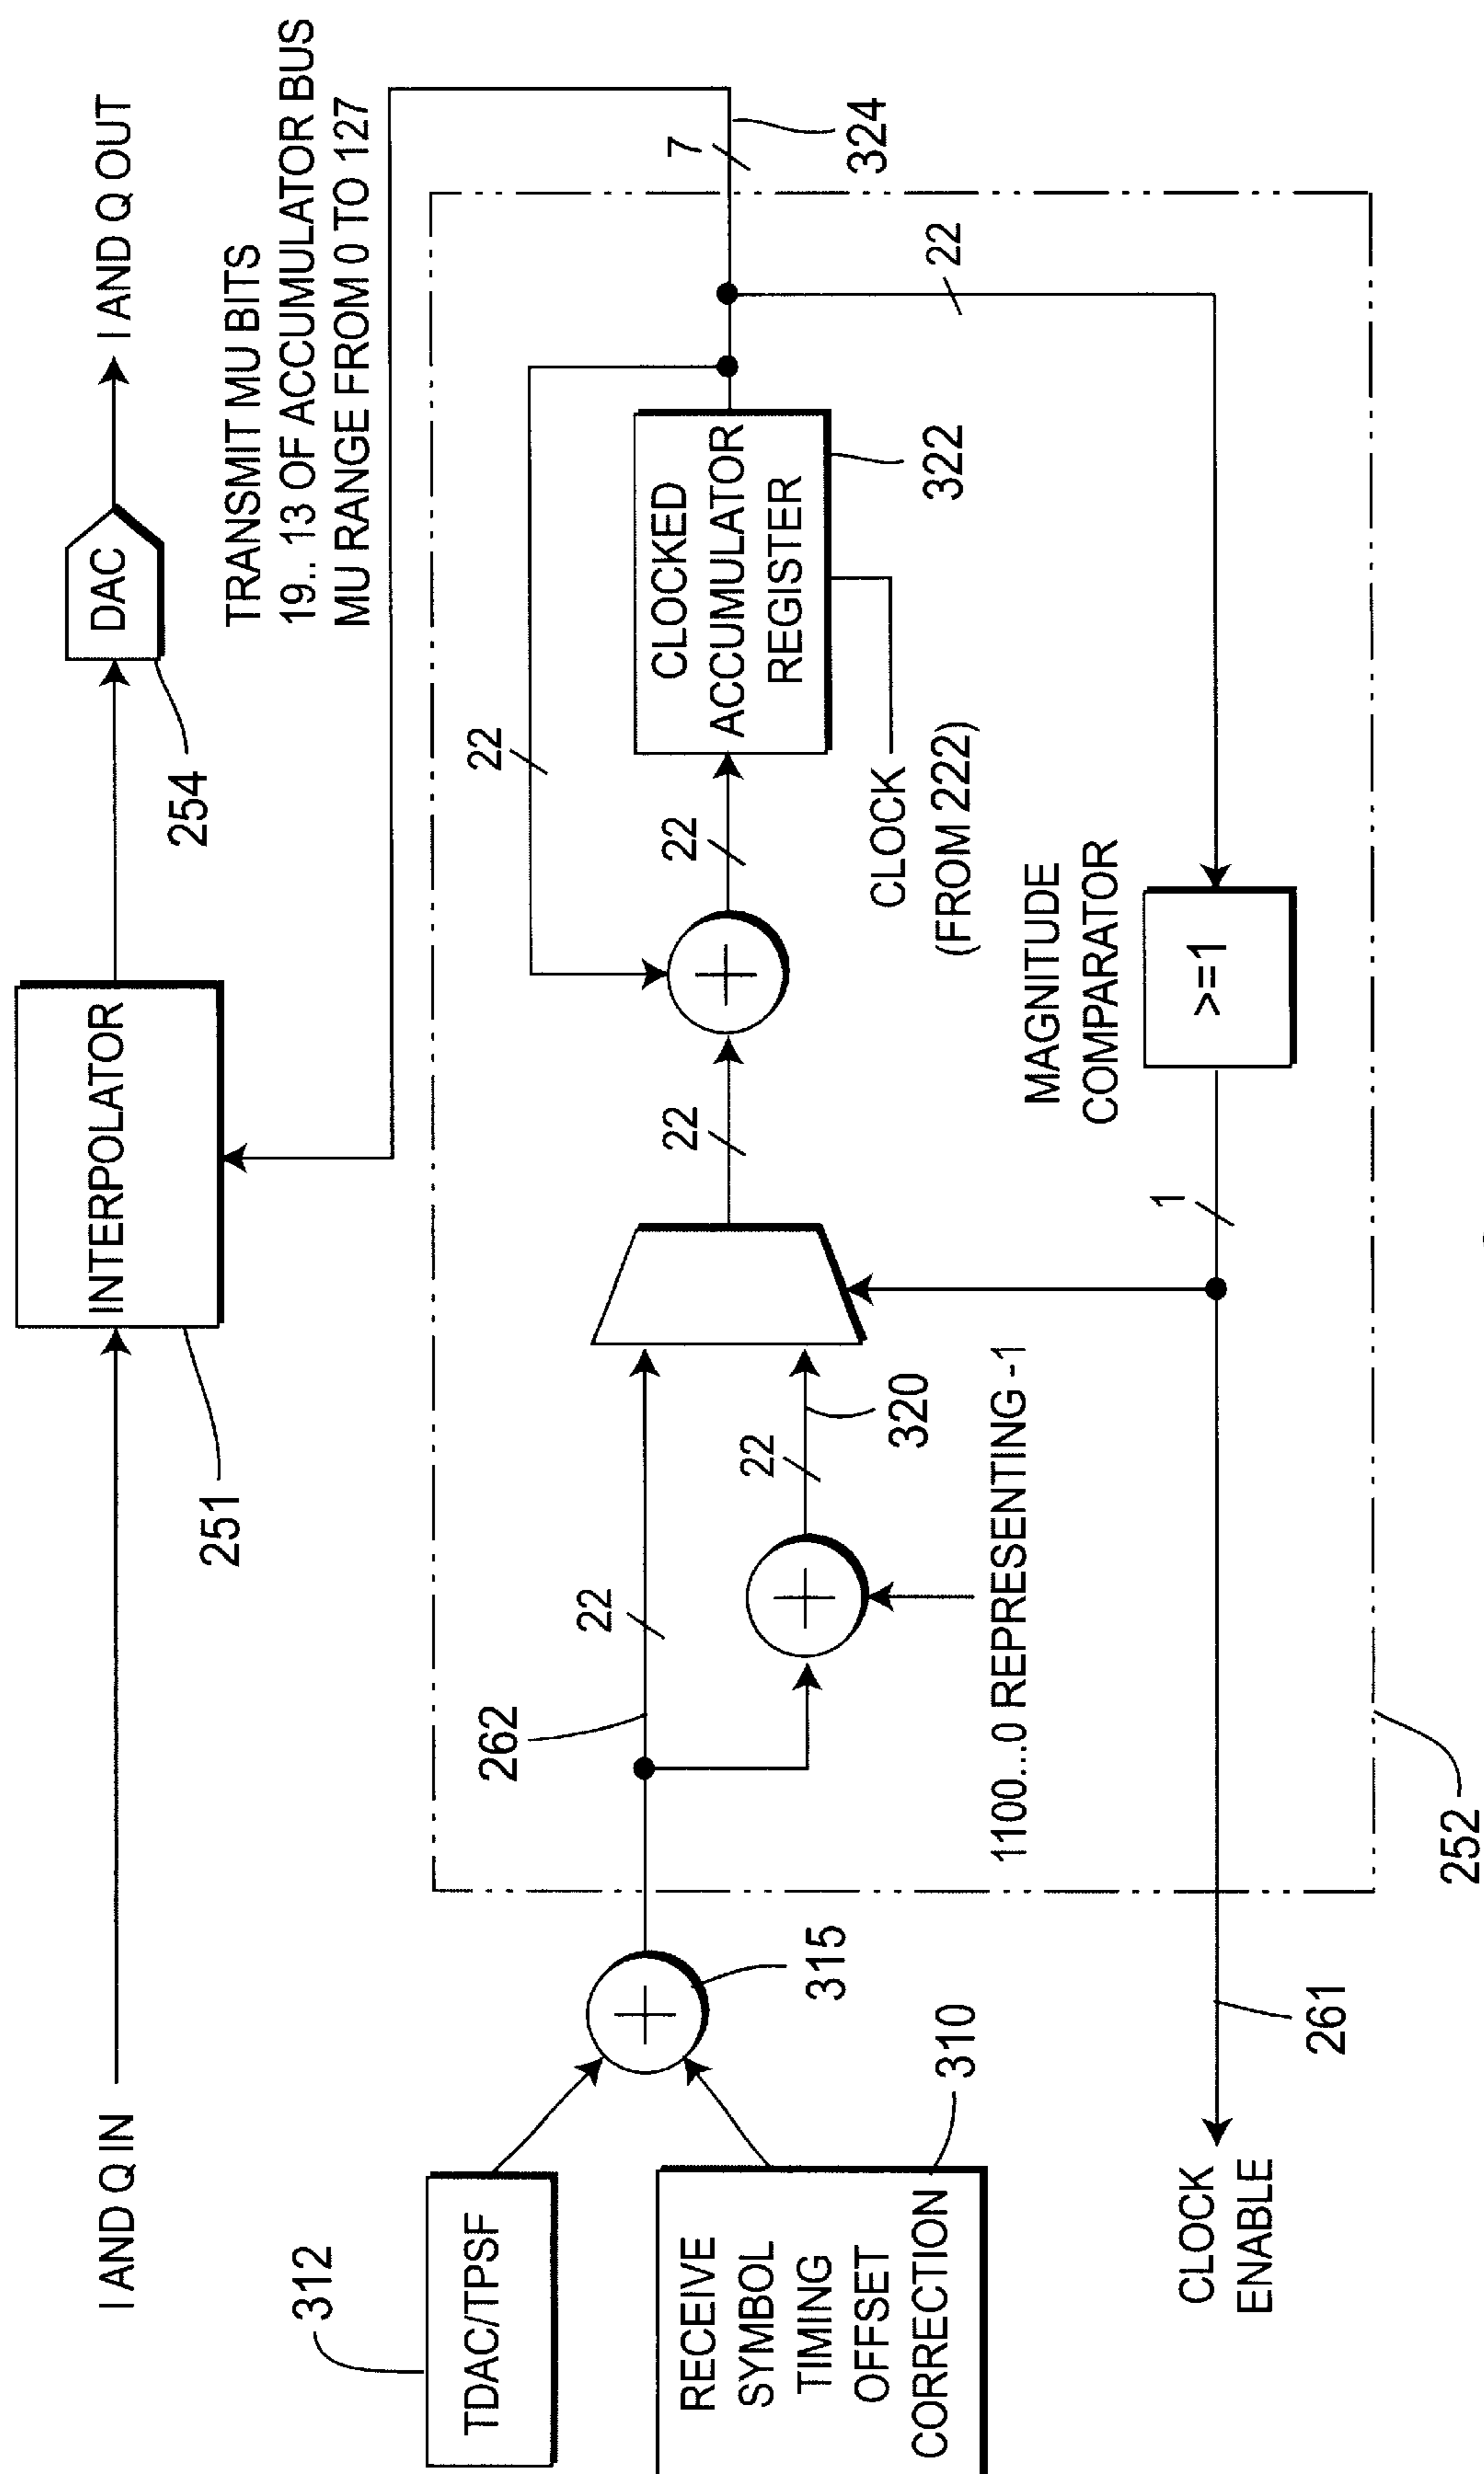 I AND Q IN
INTERPOLATOR
251
DAC
254
I AND Q OUT
TRANSMIT MU BITS
19.. 13 OF ACCUMULATOR BUS
MU RANGE FROM 0 TO 127
312
TDAC/TPSF
RECEIVE
SYMBOL
TIMING
OFFSET
CORRECTION
310
315
262
22
22
320
1100...0 REPRESENTING -1
22
22
22
CLOCKED
ACCUMULATOR
REGISTER
322
CLOCK
(FROM 222)
7
324
22
MAGNITUDE
COMPARATOR
>=1
1
CLOCK
ENABLE
261
252